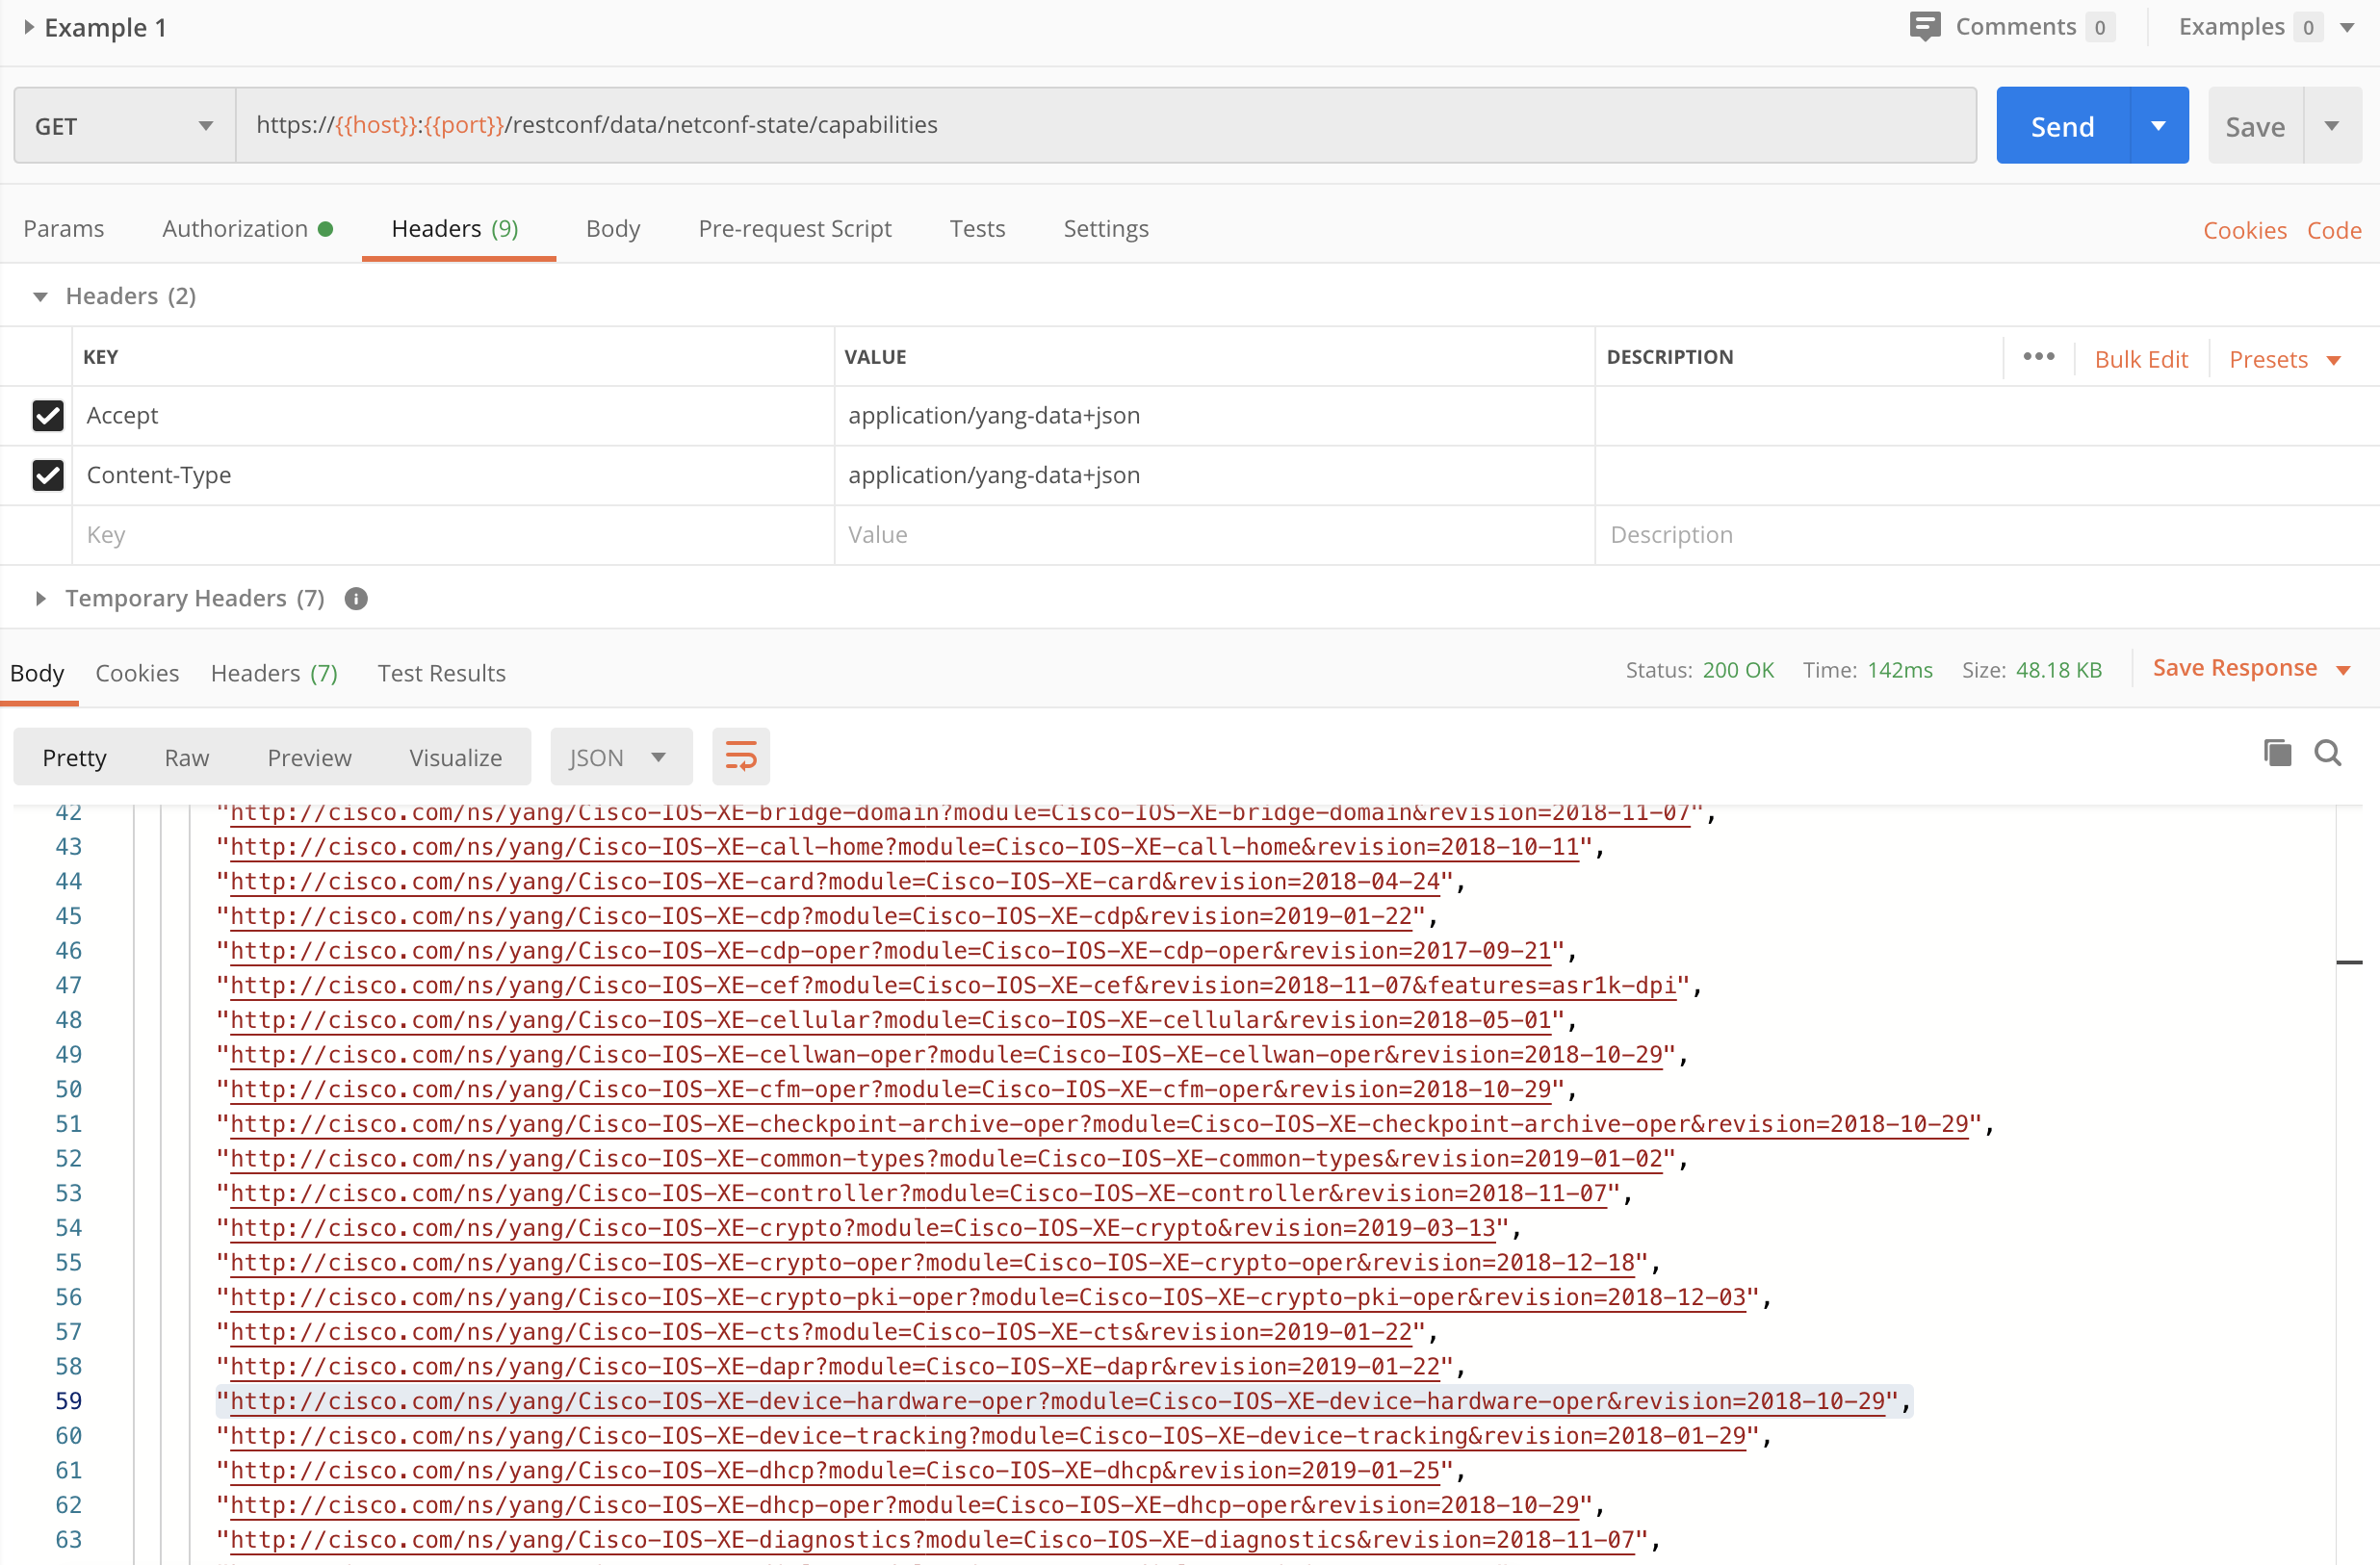 Example 1
Comments 0 Examples 0
GET https://{{host}}:{{port}}/restconf/data/netconf-state/capabilities Send Save
Params Authorization Headers (9) Body Pre-request Script Tests Settings Cookies Code
Headers (2)
KEY VALUE DESCRIPTION ••• Bulk Edit Presets
Accept application/yang-data+json
Content-Type application/yang-data+json
Key Value Description
Temporary Headers (7)
Body Cookies Headers (7) Test Results Status: 200 OK Time: 142ms Size: 48.18 KB Save Response
Pretty Raw Preview Visualize JSON
42 "http://cisco.com/ns/yang/Cisco-IOS-XE-bridge-domain?module=Cisco-IOS-XE-bridge-domain&revision=2018-11-07",
43 "http://cisco.com/ns/yang/Cisco-IOS-XE-call-home?module=Cisco-IOS-XE-call-home&revision=2018-10-11",
44 "http://cisco.com/ns/yang/Cisco-IOS-XE-card?module=Cisco-IOS-XE-card&revision=2018-04-24",
45 "http://cisco.com/ns/yang/Cisco-IOS-XE-cdp?module=Cisco-IOS-XE-cdp&revision=2019-01-22",
46 "http://cisco.com/ns/yang/Cisco-IOS-XE-cdp-oper?module=Cisco-IOS-XE-cdp-oper&revision=2017-09-21",
47 "http://cisco.com/ns/yang/Cisco-IOS-XE-cef?module=Cisco-IOS-XE-cef&revision=2018-11-07&features=asr1k-dpi",
48 "http://cisco.com/ns/yang/Cisco-IOS-XE-cellular?module=Cisco-IOS-XE-cellular&revision=2018-05-01",
49 "http://cisco.com/ns/yang/Cisco-IOS-XE-cellwan-oper?module=Cisco-IOS-XE-cellwan-oper&revision=2018-10-29",
50 "http://cisco.com/ns/yang/Cisco-IOS-XE-cfm-oper?module=Cisco-IOS-XE-cfm-oper&revision=2018-10-29",
51 "http://cisco.com/ns/yang/Cisco-IOS-XE-checkpoint-archive-oper?module=Cisco-IOS-XE-checkpoint-archive-oper&revision=2018-10-29",
52 "http://cisco.com/ns/yang/Cisco-IOS-XE-common-types?module=Cisco-IOS-XE-common-types&revision=2019-01-02",
53 "http://cisco.com/ns/yang/Cisco-IOS-XE-controller?module=Cisco-IOS-XE-controller&revision=2018-11-07",
54 "http://cisco.com/ns/yang/Cisco-IOS-XE-crypto?module=Cisco-IOS-XE-crypto&revision=2019-03-13",
55 "http://cisco.com/ns/yang/Cisco-IOS-XE-crypto-oper?module=Cisco-IOS-XE-crypto-oper&revision=2018-12-18",
56 "http://cisco.com/ns/yang/Cisco-IOS-XE-crypto-pki-oper?module=Cisco-IOS-XE-crypto-pki-oper&revision=2018-12-03",
57 "http://cisco.com/ns/yang/Cisco-IOS-XE-cts?module=Cisco-IOS-XE-cts&revision=2019-01-22",
58 "http://cisco.com/ns/yang/Cisco-IOS-XE-dapr?module=Cisco-IOS-XE-dapr&revision=2019-01-22",
59 "http://cisco.com/ns/yang/Cisco-IOS-XE-device-hardware-oper?module=Cisco-IOS-XE-device-hardware-oper&revision=2018-10-29",
60 "http://cisco.com/ns/yang/Cisco-IOS-XE-device-tracking?module=Cisco-IOS-XE-device-tracking&revision=2018-01-29",
61 "http://cisco.com/ns/yang/Cisco-IOS-XE-dhcp?module=Cisco-IOS-XE-dhcp&revision=2019-01-25",
62 "http://cisco.com/ns/yang/Cisco-IOS-XE-dhcp-oper?module=Cisco-IOS-XE-dhcp-oper&revision=2018-10-29",
63 "http://cisco.com/ns/yang/Cisco-IOS-XE-diagnostics?module=Cisco-IOS-XE-diagnostics&revision=2018-11-07",